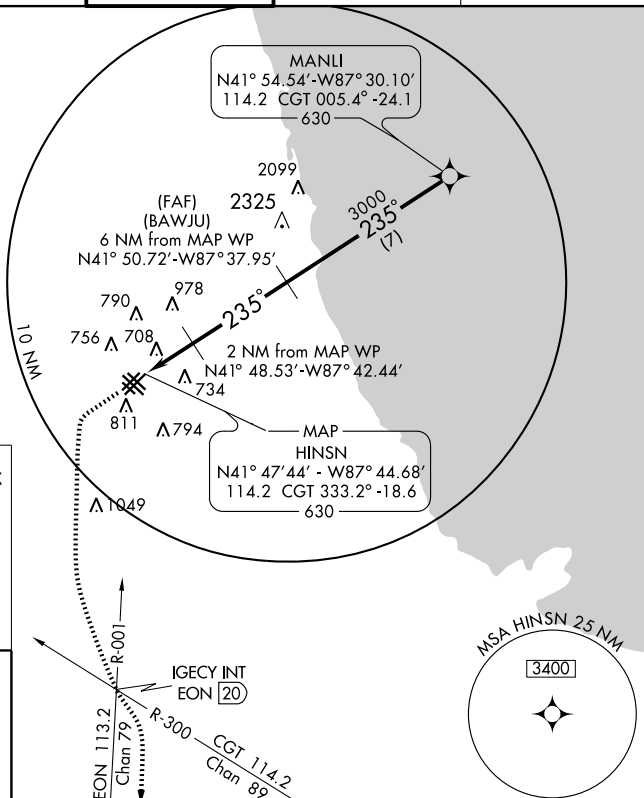 MANLI
N41° 54.54′-W87° 30.10′
114.2 CGT 005.4° -24.1
630
2099
(FAF)
(BAWJU)
6 NM from MAP WP
N41° 50.72′-W87° 37.95′
2325
3000
235°
(7)
235°
978
790
756
708
10 NM
2 NM from MAP WP
N41° 48.53′-W87° 42.44′
734
811
794
MAP
HINSN
N41° 47′44′ - W87° 44.68′
114.2 CGT 333.2° -18.6
630
1049
R-001
IGECY INT
EON 20
EON 113.2
Chan 79
R-300
CGT 114.2
Chan 89
MSA HINSN 25 NM
3400